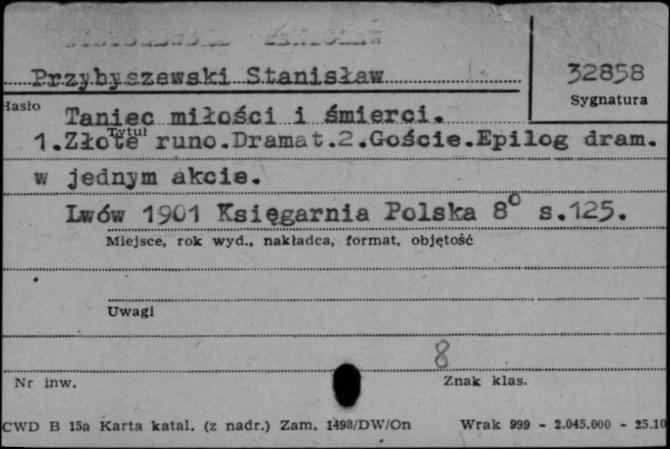 Przybyszewski Stanisław
32858
Sygnatura
Hasło
Taniec miłości i śmierci.
Tytuł
1.Złote runo.Dramat.2.Goście.Epilog dram.
w jednym akcie.
Lwów 1901 Księgarnia Polska 8° s.125.
Miejsce, rok wyd., nakładca, format, objętość
Uwagi
8
Nr inw.
Znak klas.
CWD B 15a Karta katal. (z nadr.) Zam. 1498/DW/On
Wrak 999 - 2.045.000 - 25.10